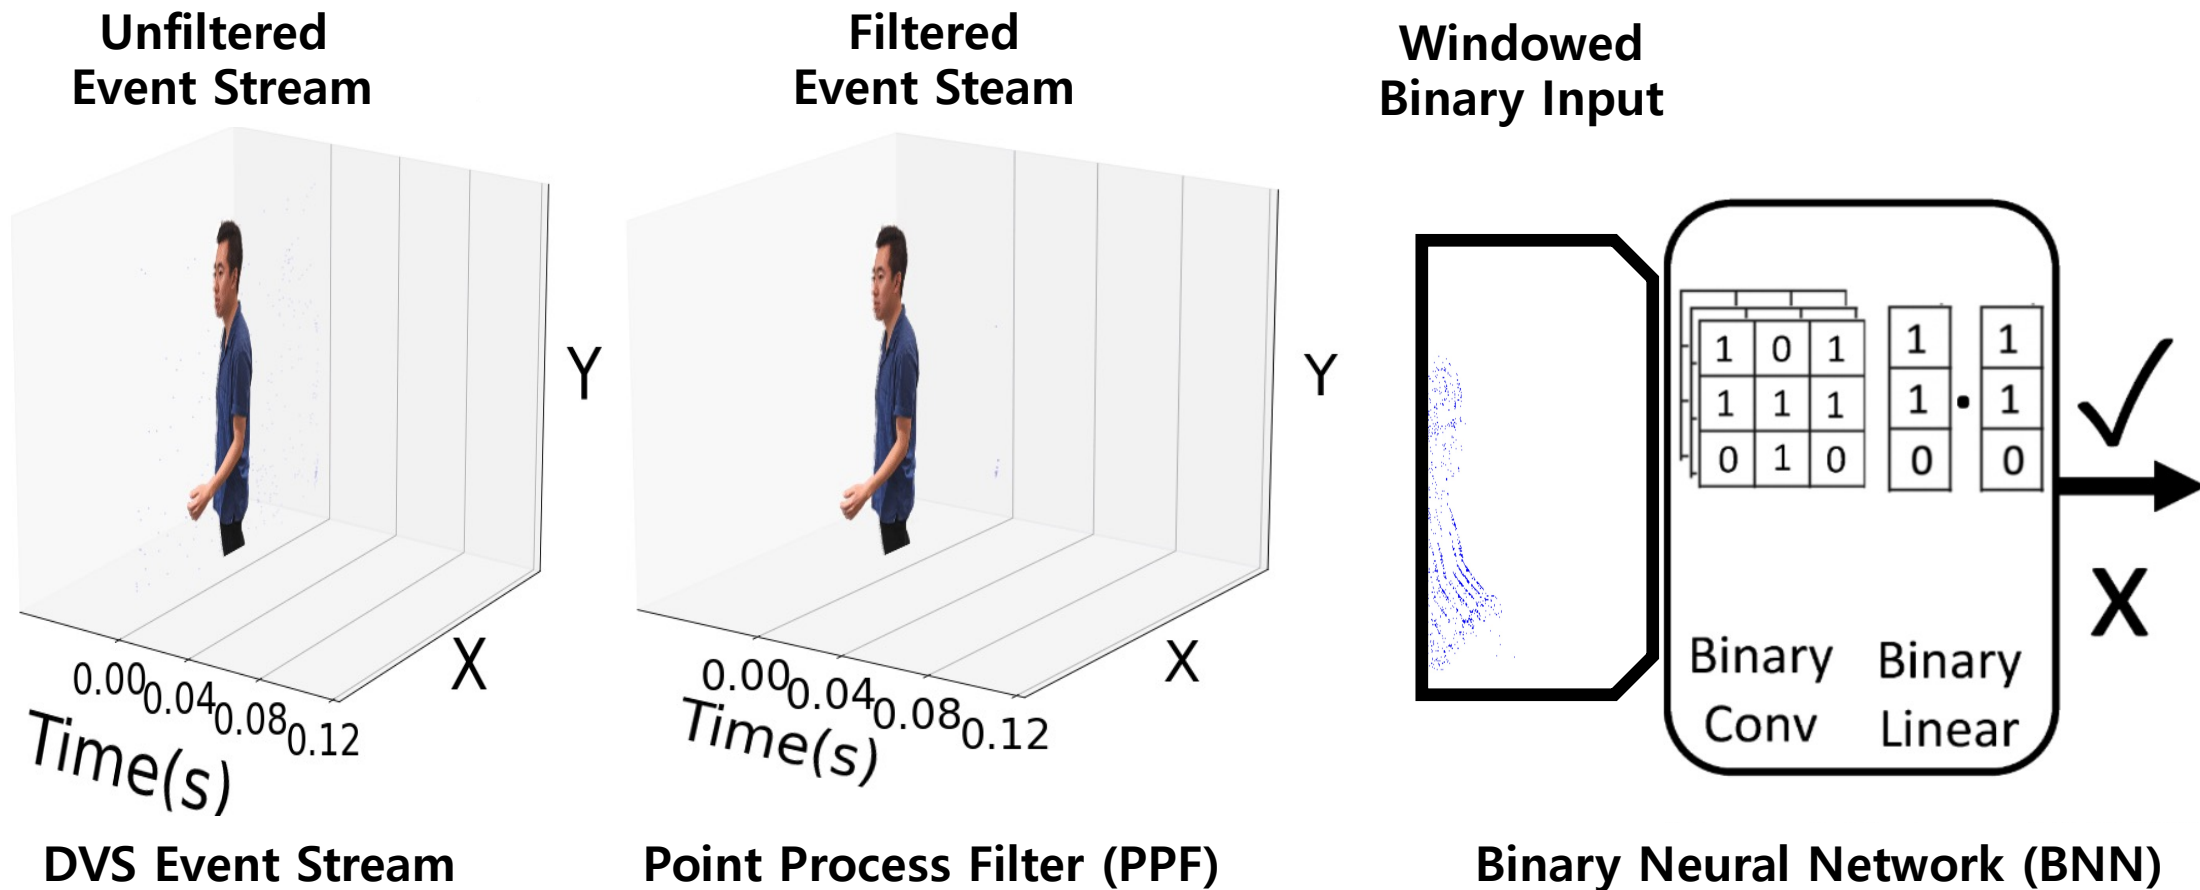 Unfiltered
Event Stream
Filtered
Event Steam
Windowed
Binary Input
Y
X
0.00
0.04
0.08
0.12
Time(s)
Y
X
0.00
0.04
0.08
0.12
Time(s)
1 0 1
1 1 1
0 1 0
1 . 1
1 1
0 0
X
Binary
Conv
Binary
Linear
DVS Event Stream
Point Process Filter (PPF)
Binary Neural Network (BNN)